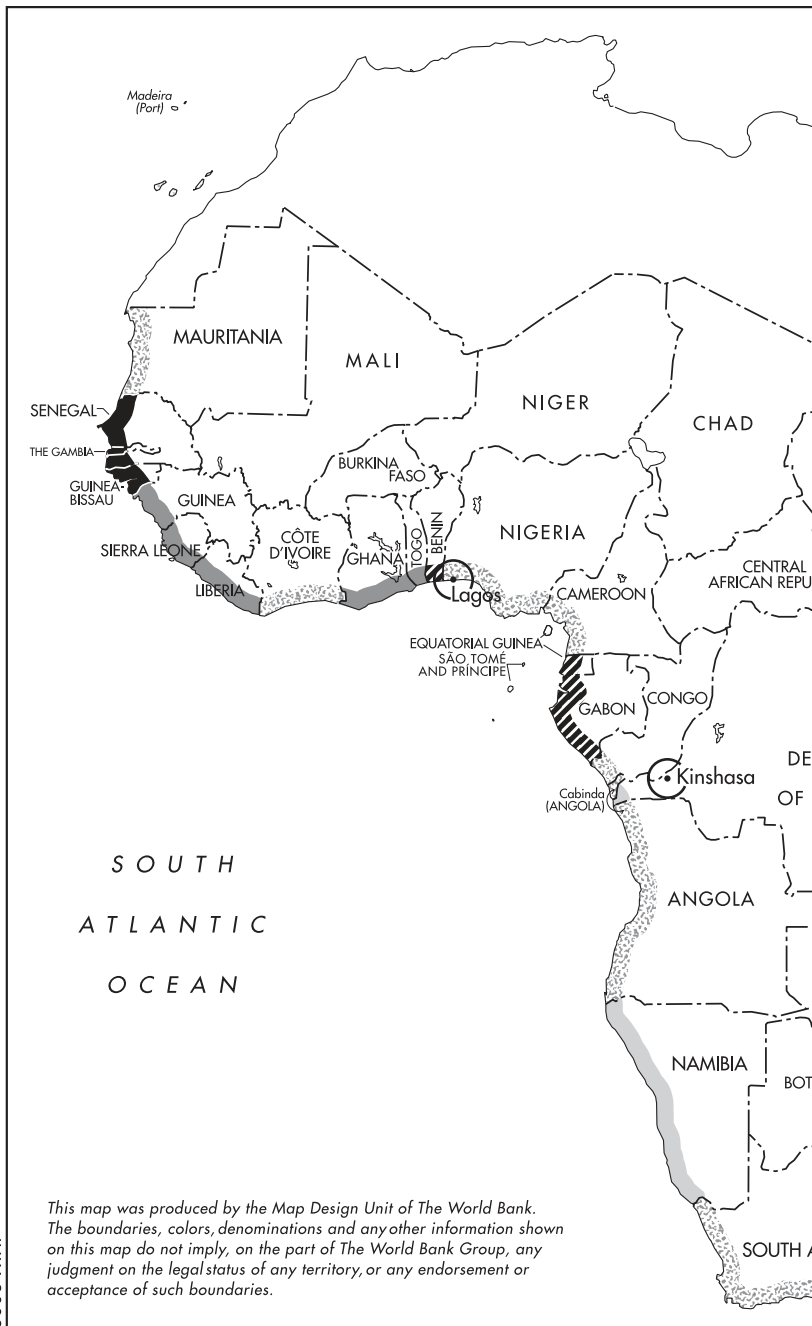 Madeira
(Port)
MAURITANIA
MALI
NIGER
CHAD
SENEGAL
THE GAMBIA
GUINEA
BISSAU
GUINEA
BURKINA
FASO
SIERRA LEONE
CÔTE
D'IVOIRE
GHANA
TOGO
BENIN
NIGERIA
LIBERIA
Lagos
CAMEROON
CENTRAL
AFRICAN REPU
EQUATORIAL GUINEA
SÃO TOMÉ
AND PRÍNCIPE
GABON
CONGO
DE
Kinshasa
Cabinda
(ANGOLA)
OF
SOUTH
ATLANTIC
OCEAN
ANGOLA
NAMIBIA
BOT
SOUTH A
This map was produced by the Map Design Unit of The World Bank.
The boundaries, colors, denominations and any other information shown
on this map do not imply, on the part of The World Bank Group, any
judgment on the legal status of any territory, or any endorsement or
acceptance of such boundaries.